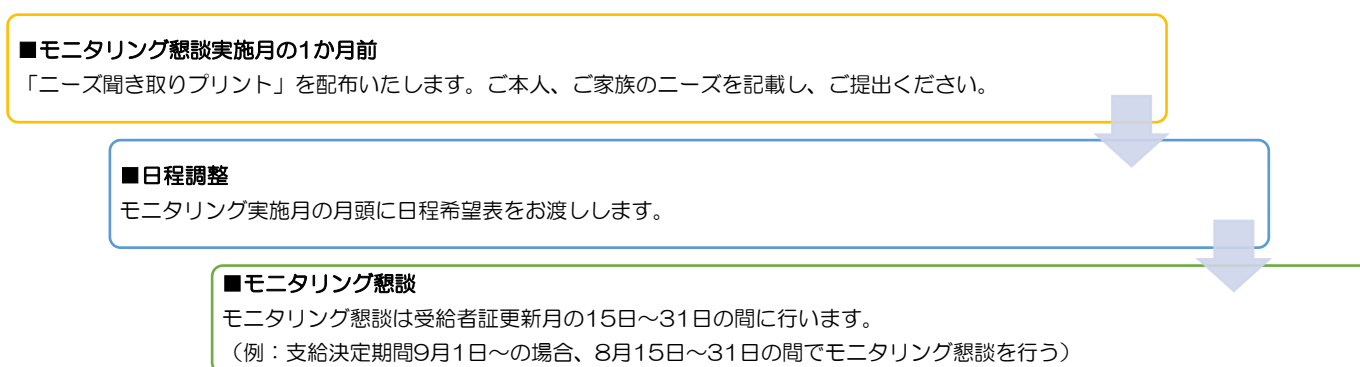 ■モニタリング懇談実施月の1か月前
「ニーズ聞き取りプリント」を配布いたします。ご本人、ご家族のニーズを記載し、ご提出ください。
■日程調整
モニタリング実施月の月頭に日程希望表をお渡しします。
■モニタリング懇談
モニタリング懇談は受給者証更新月の15日～31日の間に行います。
（例：支給決定期間9月1日～の場合、8月15日～31日の間でモニタリング懇談を行う）